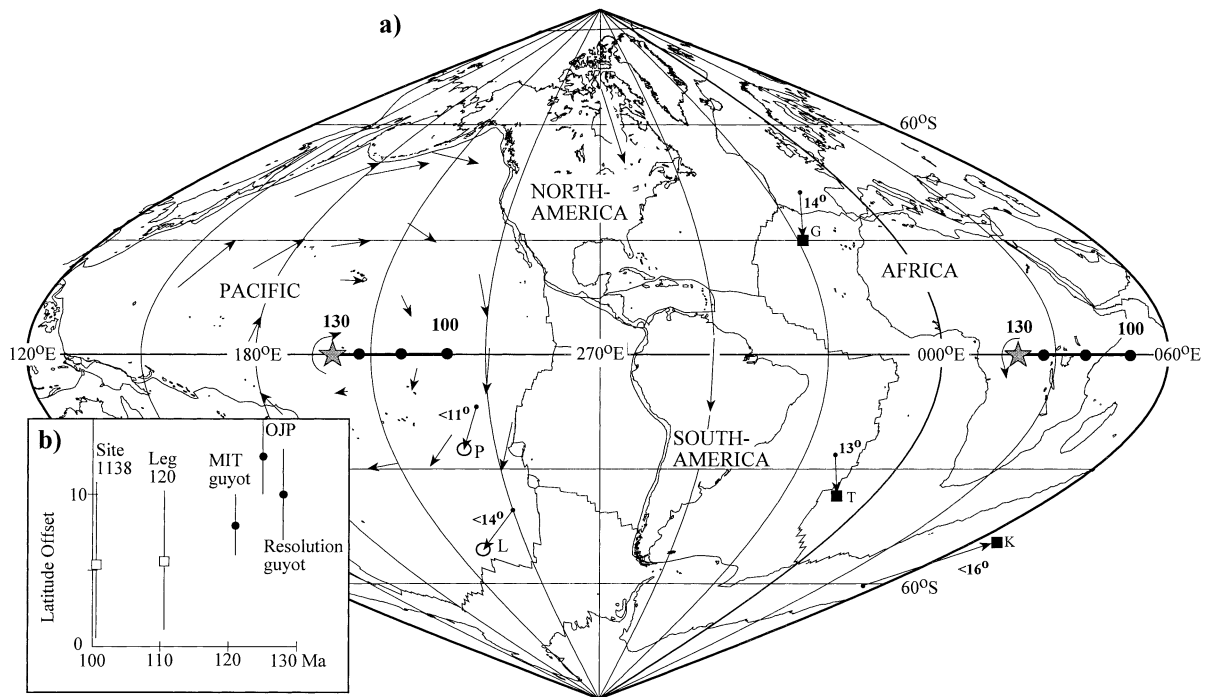 a)
60°S
NORTH-
AMERICA
14°
G
AFRICA
PACIFIC
130
100
130
100
120°E
180°E
270°E
000°E
060°E
<11°
P
SOUTH-
AMERICA
13°
T
<14°
L
K
<16°
60°S
b)
OJP
Site
1138
Leg
120
MIT
guyot
10
Resolution
guyot
Latitude Offset
0
100
110
120
130 Ma